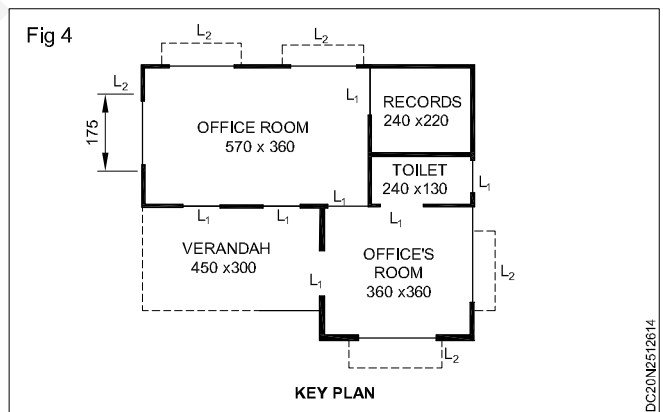 Fig 4
L2
L2
L2
L1
RECORDS
240 x220
OFFICE ROOM
570 x 360
175
TOILET
240 x130
L1
L1
L1
L1
L1
VERANDAH
450 x300
OFFICE'S
ROOM
360 x360
L1
L2
L2
KEY PLAN
DC20N2512614